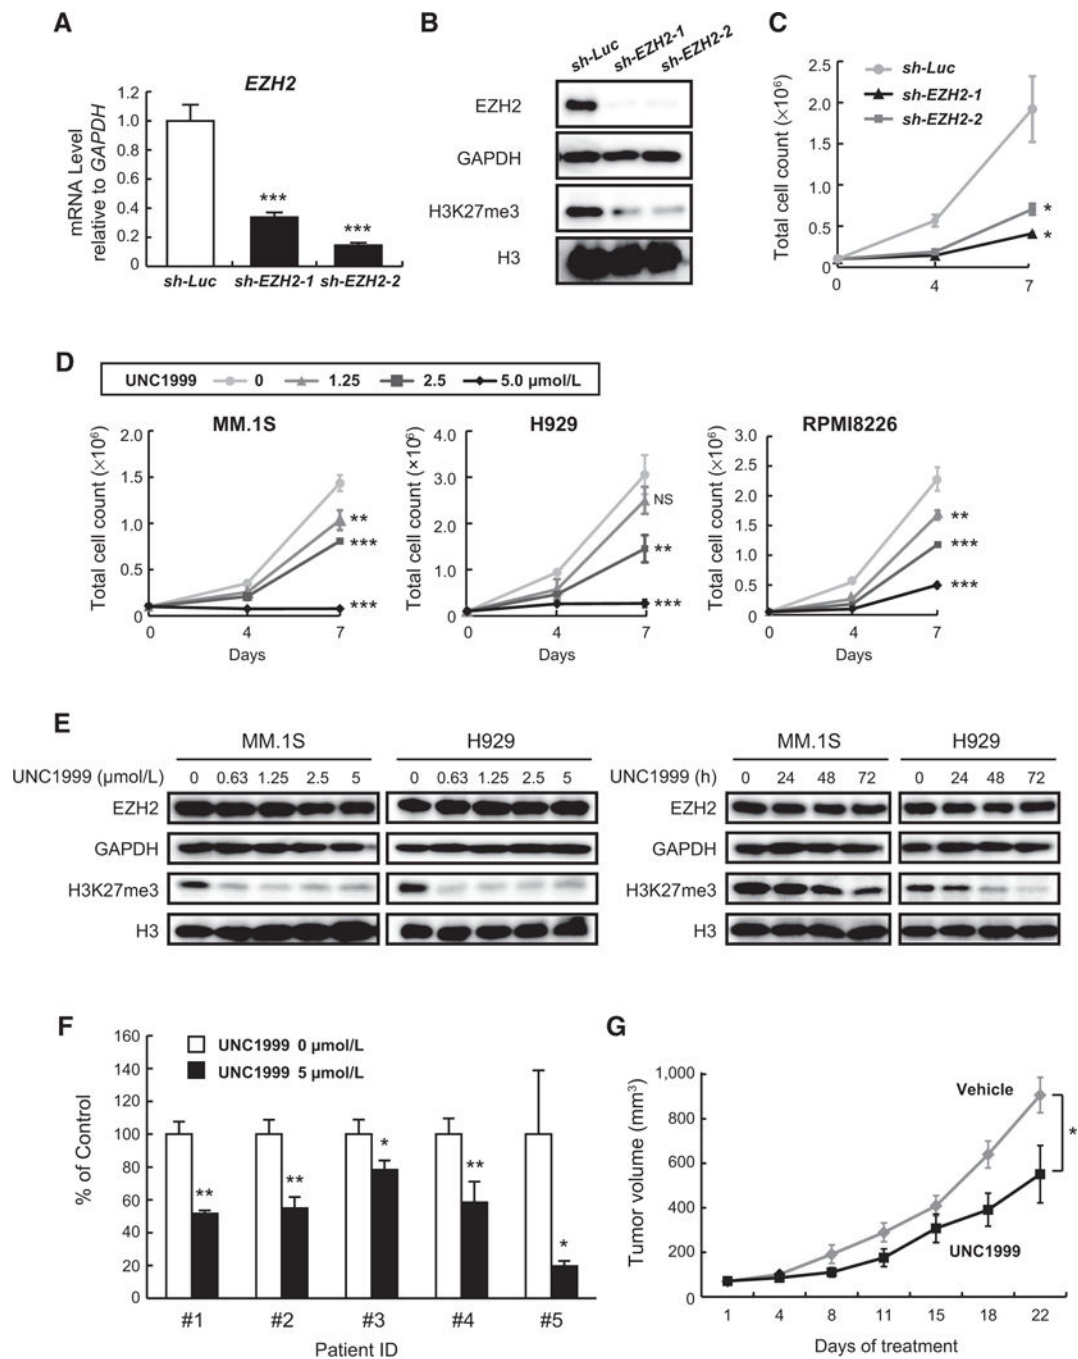 A
EZH2
mRNA Level
relative to GAPDH
1.2
1.0
0.8
0.6
0.4
0.2
0
***
***
sh-Luc sh-EZH2-1 sh-EZH2-2
B
sh-Luc sh-EZH2-1 sh-EZH2-2
EZH2
GAPDH
H3K27me3
H3
C
sh-Luc
sh-EZH2-1
sh-EZH2-2
Total cell count (×10⁶)
2.5
2.0
1.5
1.0
0.5
0
*
*
0 4 7
D
UNC1999 0 1.25 2.5 5.0 µmol/L
MM.1S
Total cell count (×10⁶)
2.0
1.5
1.0
0.5
0
**
***
***
0 4 7
Days
H929
Total cell count (×10⁶)
4.0
3.0
2.0
1.0
0
NS
**
***
0 4 7
Days
RPMI8226
Total cell count (×10⁶)
3.0
2.5
2.0
1.5
1.0
0.5
0
**
***
***
0 4 7
Days
E
MM.1S H929
UNC1999 (µmol/L) 0 0.63 1.25 2.5 5 0 0.63 1.25 2.5 5
EZH2
GAPDH
H3K27me3
H3
MM.1S H929
UNC1999 (h) 0 24 48 72 0 24 48 72
EZH2
GAPDH
H3K27me3
H3
F
UNC1999 0 µmol/L
UNC1999 5 µmol/L
% of Control
160
140
120
100
80
60
40
20
0
**
**
*
**
*
#1 #2 #3 #4 #5
Patient ID
G
Tumor volume (mm³)
1,000
800
600
400
200
0
Vehicle
UNC1999
*
1 4 8 11 15 18 22
Days of treatment